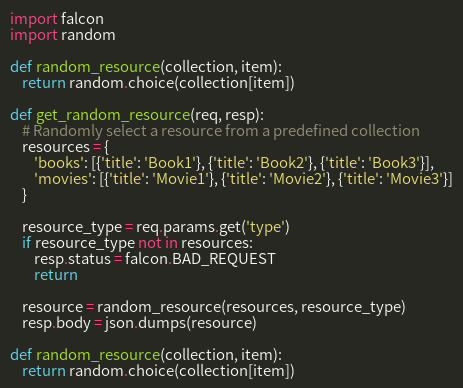 import falcon
import random

def random_resource(collection, item):
    return random.choice(collection[item])

def get_random_resource(req, resp):
    # Randomly select a resource from a predefined collection
    resources = {
        'books': [{'title': 'Book1'}, {'title': 'Book2'}, {'title': 'Book3'}],
        'movies': [{'title': 'Movie1'}, {'title': 'Movie2'}, {'title': 'Movie3'}]
    }

    resource_type = req.params.get('type')
    if resource_type not in resources:
        resp.status = falcon.BAD_REQUEST
        return

    resource = random_resource(resources, resource_type)
    resp.body = json.dumps(resource)

def random_resource(collection, item):
    return random.choice(collection[item])